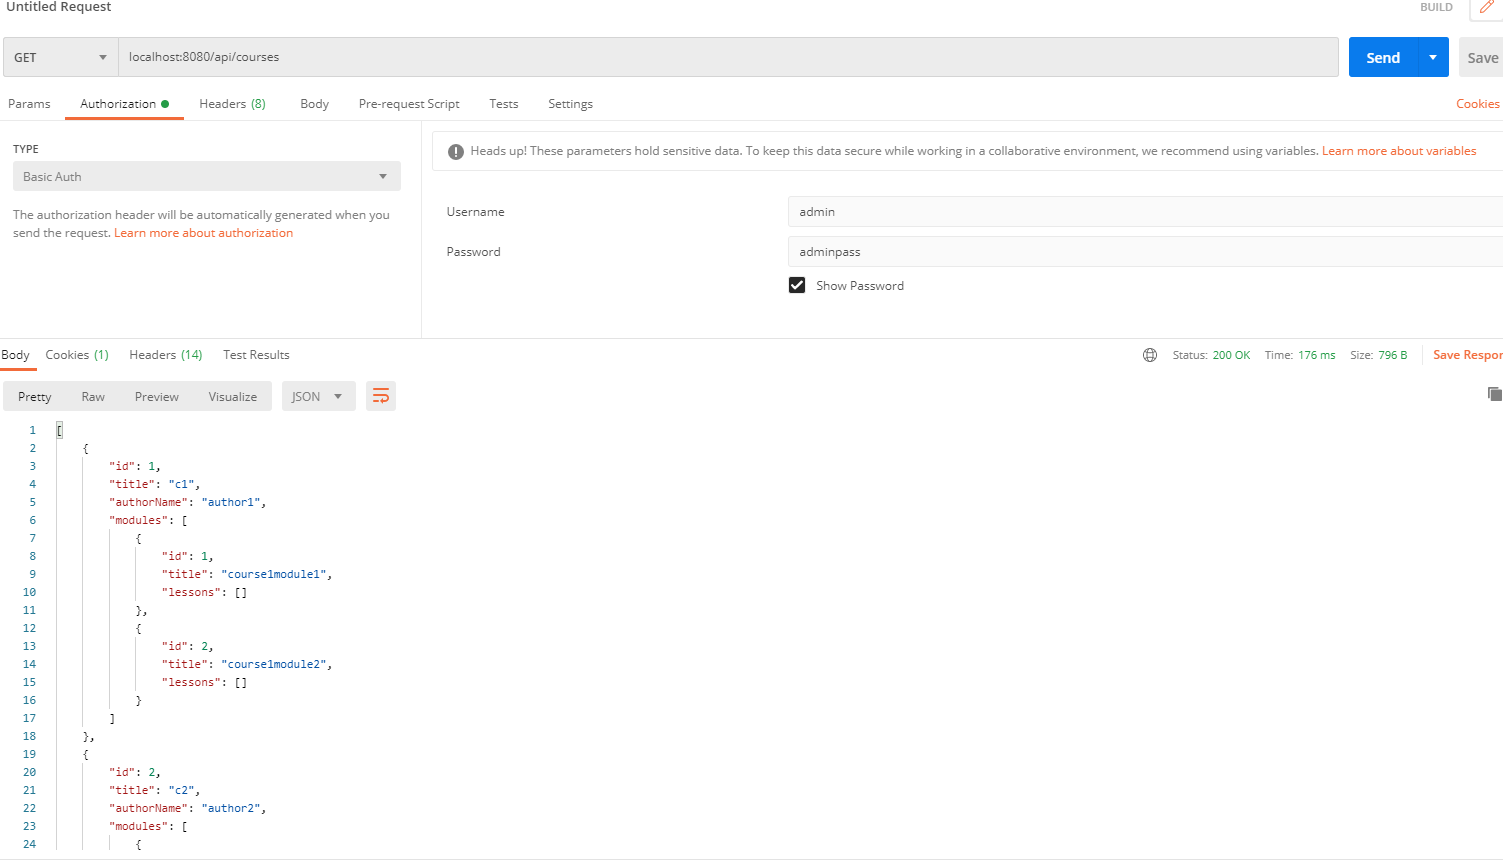 Untitled Request
BUILD
GET
localhost:8080/api/courses
Send
Save
Params
Authorization
Headers (8)
Body
Pre-request Script
Tests
Settings
Cookies
TYPE
Basic Auth
The authorization header will be automatically generated when you
send the request. Learn more about authorization
Heads up! These parameters hold sensitive data. To keep this data secure while working in a collaborative environment, we recommend using variables. Learn more about variables
Username
admin
Password
adminpass
Show Password
Body
Cookies (1)
Headers (14)
Test Results
Status: 200 OK
Time: 176 ms
Size: 796 B
Save Respor
Pretty
Raw
Preview
Visualize
JSON
1 [
2 {
3 "id": 1,
4 "title": "c1",
5 "authorName": "author1",
6 "modules": [
7 {
8 "id": 1,
9 "title": "course1module1",
10 "lessons": []
11 },
12 {
13 "id": 2,
14 "title": "course1module2",
15 "lessons": []
16 }
17 ]
18 },
19 {
20 "id": 2,
21 "title": "c2",
22 "authorName": "author2",
23 "modules": [
24 {